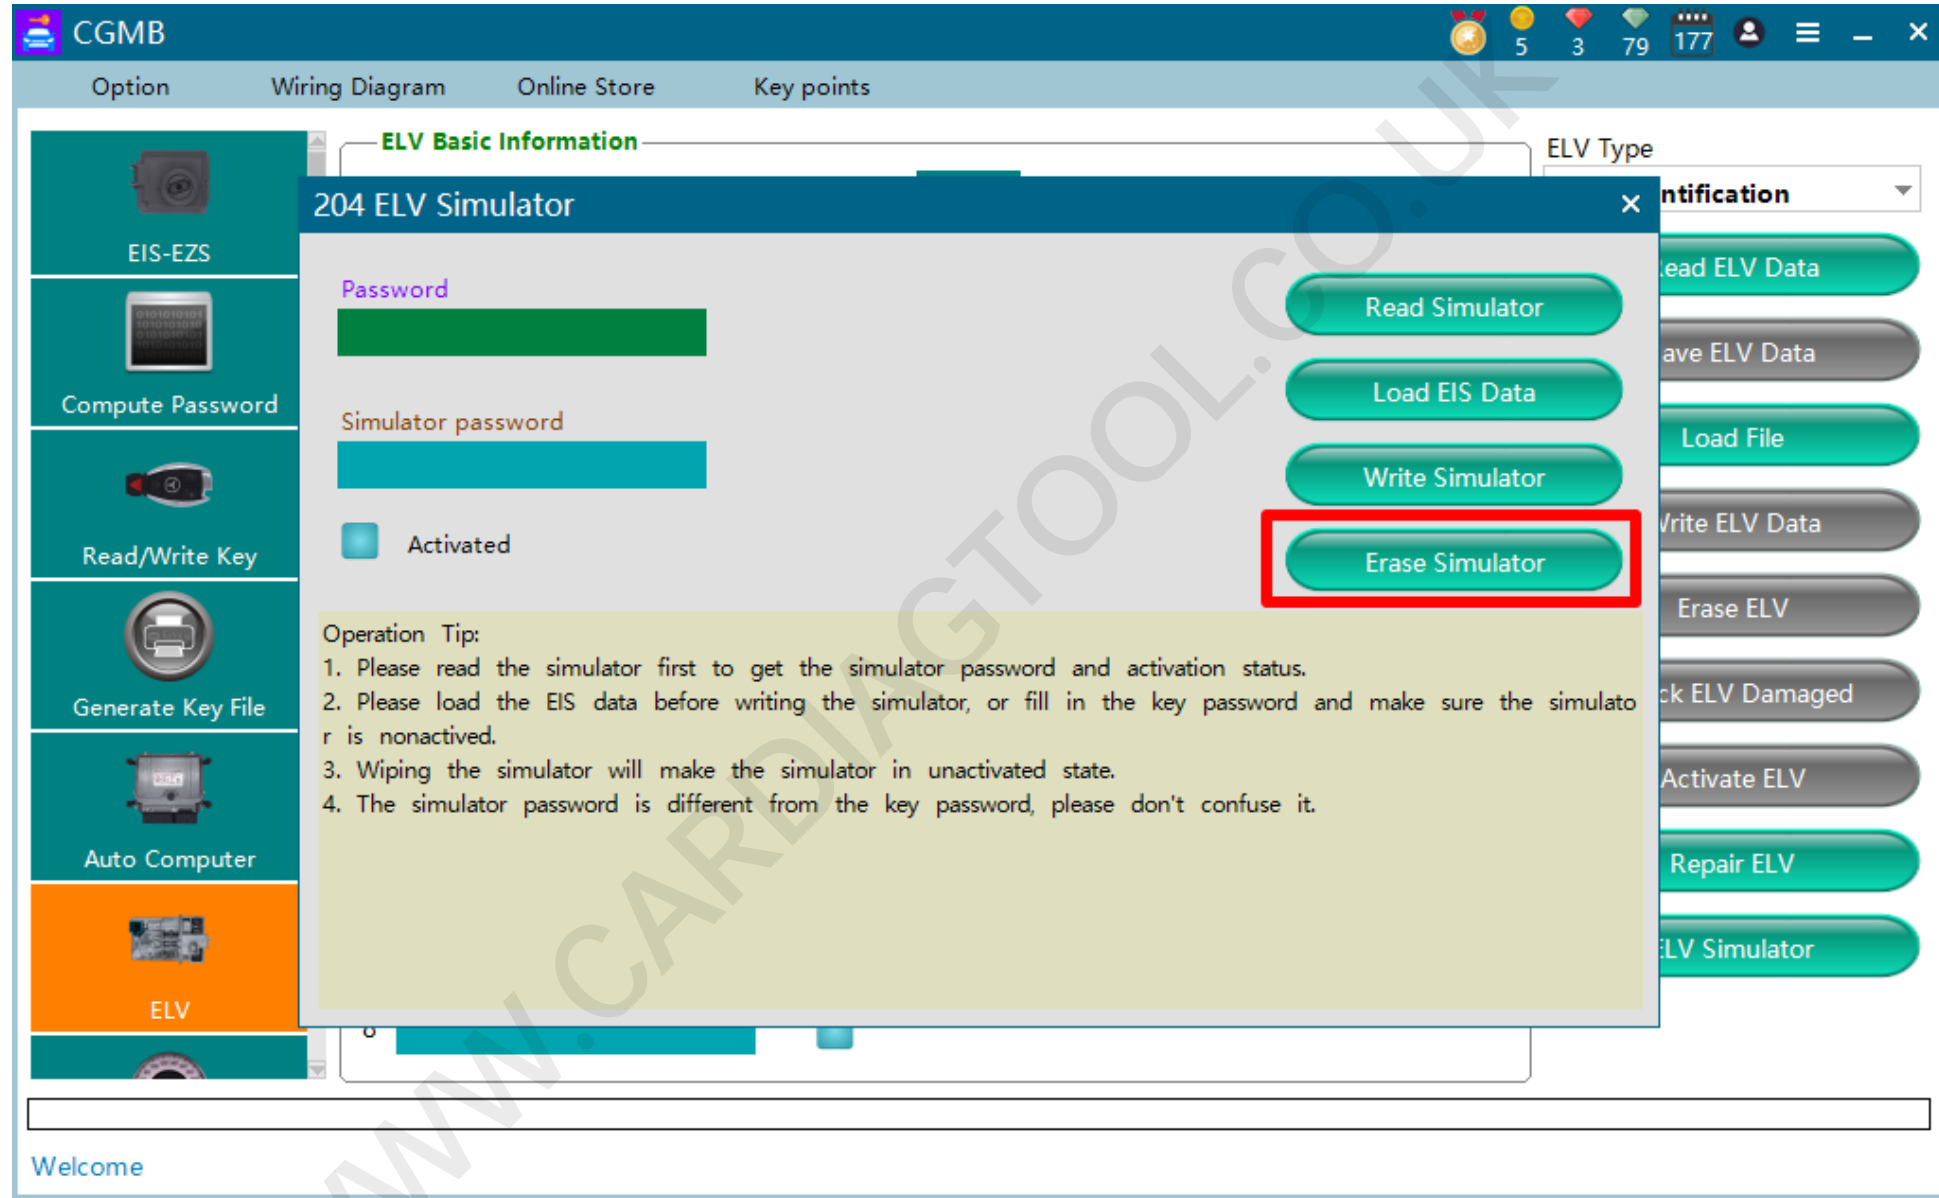 CGMB
5
3
79
177
Option
Wiring Diagram
Online Store
Key points
EIS-EZS
Compute Password
Read/Write Key
Generate Key File
Auto Computer
ELV
ELV Basic Information
204 ELV Simulator
Password
Simulator password
Activated
Read Simulator
Load EIS Data
Write Simulator
Erase Simulator
Operation Tip:
1. Please read the simulator first to get the simulator password and activation status.
2. Please load the EIS data before writing the simulator, or fill in the key password and make sure the simulato
r is nonactived.
3. Wiping the simulator will make the simulator in unactivated state.
4. The simulator password is different from the key password, please don't confuse it.
ELV Type
ntification
ead ELV Data
ave ELV Data
Load File
Write ELV Data
Erase ELV
ck ELV Damaged
Activate ELV
Repair ELV
ELV Simulator
Welcome
WW.CARDIAGTOOL.CO.UK